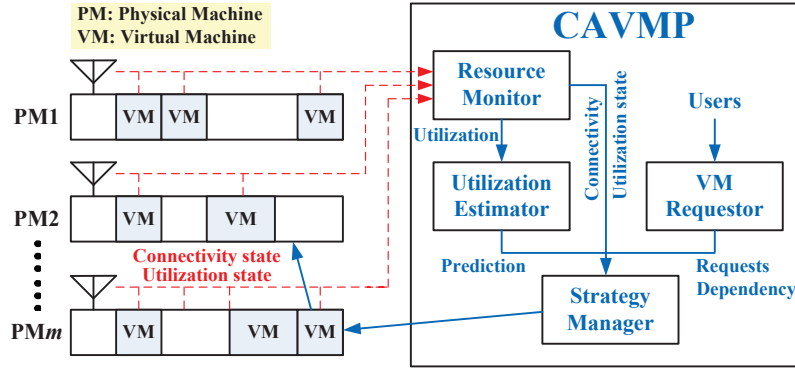 PM: Physical Machine
VM: Virtual Machine
CAVMP
PM1
VM
VM
VM
Resource
Monitor
Users
Utilization
Connectivity
Utilization state
PM2
VM
VM
Utilization
Estimator
VM
Requestor
Connectivity state
Utilization state
Prediction
Requests
Dependency
PMm
VM
VM
VM
Strategy
Manager